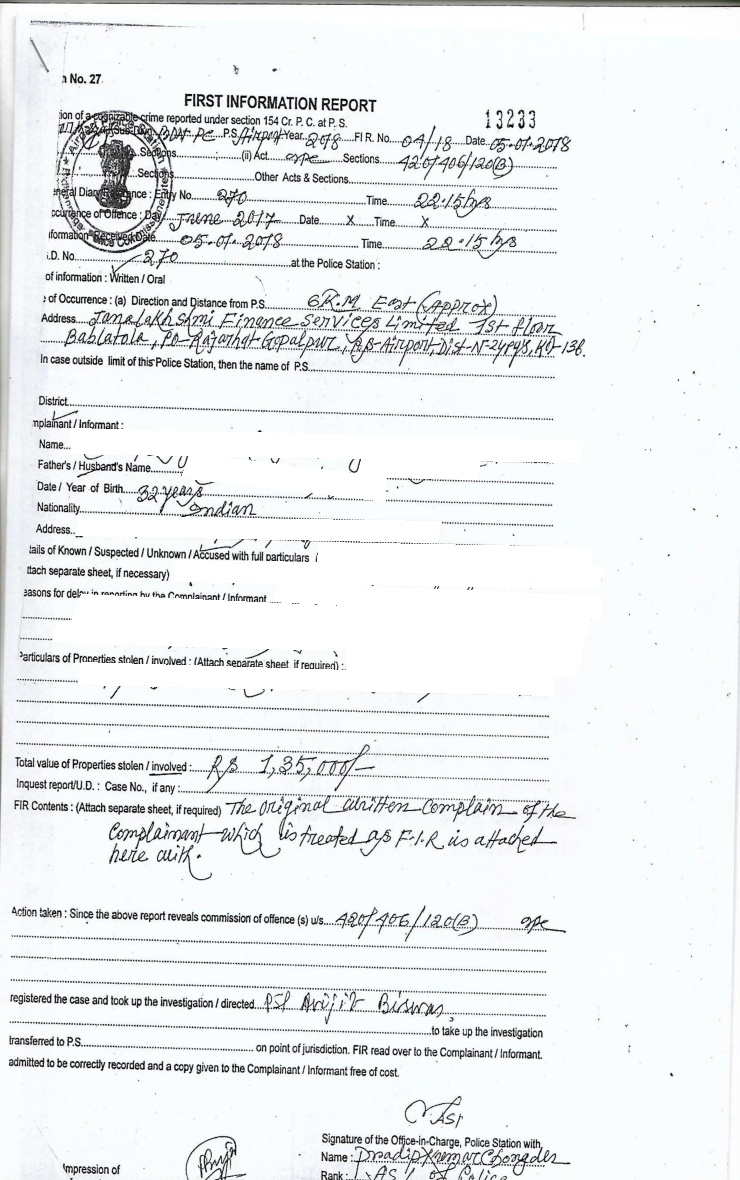 n No. 27
FIRST INFORMATION REPORT
13233
ion of a cognizable crime reported under section 154 Cr. P. C. at P. S.
P.S. Airport Year 2018 FIR. No. 04/18 Date 05.01.2018
Sections (ii) Act IPC Sections 420/406/120(B)
Sections Other Acts & Sections
eneral Diary Reference : Entry No. 270 Time 22.15 hrs
ccurrence of Offence : Day June 2017 Date X Time X
nformation Received Date 05.01.2018 Time 22.15 hrs
.D. No. 270 at the Police Station :
of information : Written / Oral
e of Occurrence : (a) Direction and Distance from P.S. 6 K.M East (Approx)
Address Janalakshmi Finance Services Limited 1st floor
Bablatola, Po-Rajarhat Gopalpur, PS-Airport, Dist-N-24pgs, Kol-136.
In case outside limit of this Police Station, then the name of P.S.
District
mplainant / Informant :
Name...
Father's / Husband's Name
Date / Year of Birth 32 years
Nationality Indian
Address
tails of Known / Suspected / Unknown / Accused with full particulars
ttach separate sheet, if necessary)
easons for delay in reporting by the Complainant / Informant
Particulars of Properties stolen / involved : (Attach separate sheet, if required) :
Total value of Properties stolen / involved : Rs 1,35,000/-
Inquest report/U.D. : Case No., if any :
FIR Contents : (Attach separate sheet, if required) The original written complain of the
complainant which is treated as F.I.R is attached
here with.
Action taken : Since the above report reveals commission of offence (s) u/s 420/406/120(B) IPC
registered the case and took up the investigation / directed PSI Avijit Biswas,
to take up the investigation
transferred to P.S. on point of jurisdiction. FIR read over to the Complainant / Informant.
admitted to be correctly recorded and a copy given to the Complainant / Informant free of cost.
ASI
Signature of the Office-in-Charge, Police Station with,
Name : Pradip Kumar Chongder
mpression of
Rank : ASI of Police